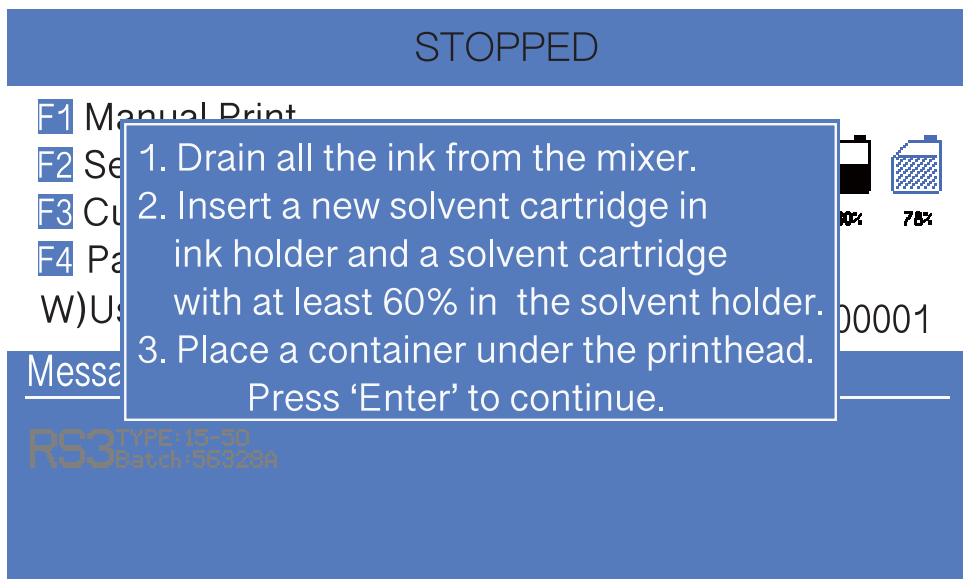 STOPPED
F1 Manual Print
F2 Se
F3 Cu
F4 Pa
1. Drain all the ink from the mixer.
2. Insert a new solvent cartridge in
ink holder and a solvent cartridge
with at least 60% in the solvent holder.
3. Place a container under the printhead.
Press ‘Enter’ to continue.
78%
W)Us
00001
Messa
RS3 TYPE:15-50
Batch:56328A